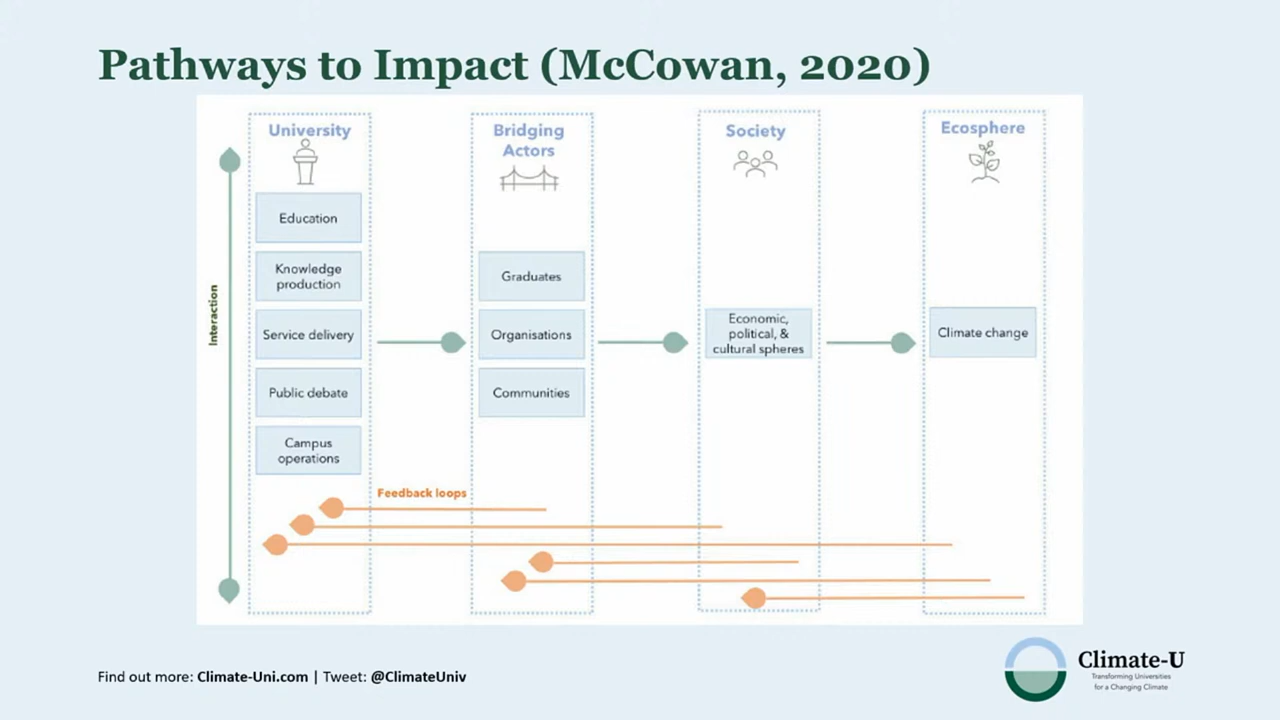 Pathways to Impact (McCowan, 2020)
University
Bridging
Actors
Society
Ecosphere
Interaction
Education
Knowledge
production
Service delivery
Public debate
Campus
operations
Graduates
Organisations
Communities
Economic,
political, &
cultural spheres
Climate change
Feedback loops
Find out more: Climate-Uni.com | Tweet: @ClimateUniv
Climate-U
Transforming Universities
for a Changing Climate